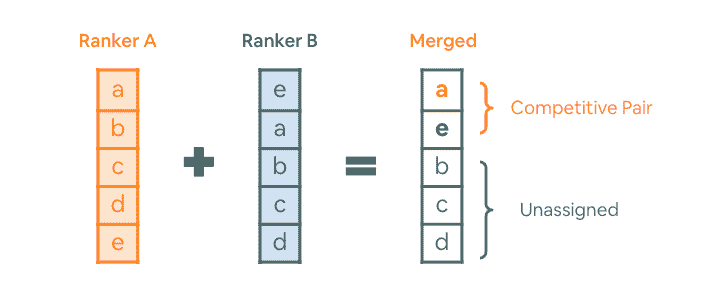 Ranker A
Ranker B
Merged
a
b
c
d
e
+
e
a
b
c
d
=
a
e
b
c
d
Competitive Pair
Unassigned